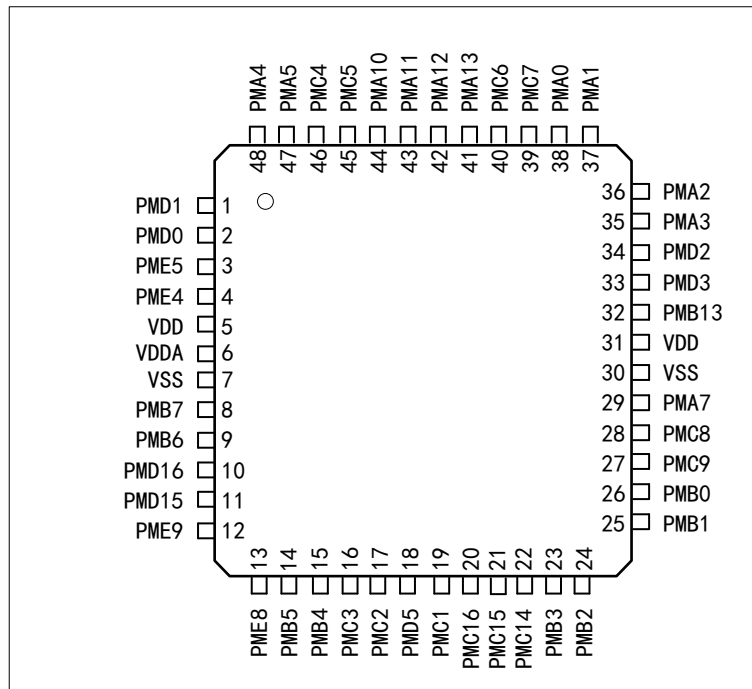 PMA4 PMA5 PMC4 PMC5 PMA10 PMA11 PMA12 PMA13 PMC6 PMC7 PMA0 PMA1
48 47 46 45 44 43 42 41 40 39 38 37
PMD1 1
PMD0 2
PME5 3
PME4 4
VDD 5
VDDA 6
VSS 7
PMB7 8
PMB6 9
PMD16 10
PMD15 11
PME9 12
36 PMA2
35 PMA3
34 PMD2
33 PMD3
32 PMB13
31 VDD
30 VSS
29 PMA7
28 PMC8
27 PMC9
26 PMB0
25 PMB1
13 14 15 16 17 18 19 20 21 22 23 24
PME8 PMB5 PMB4 PMC3 PMC2 PMD5 PMC1 PMC16 PMC15 PMC14 PMB3 PMB2